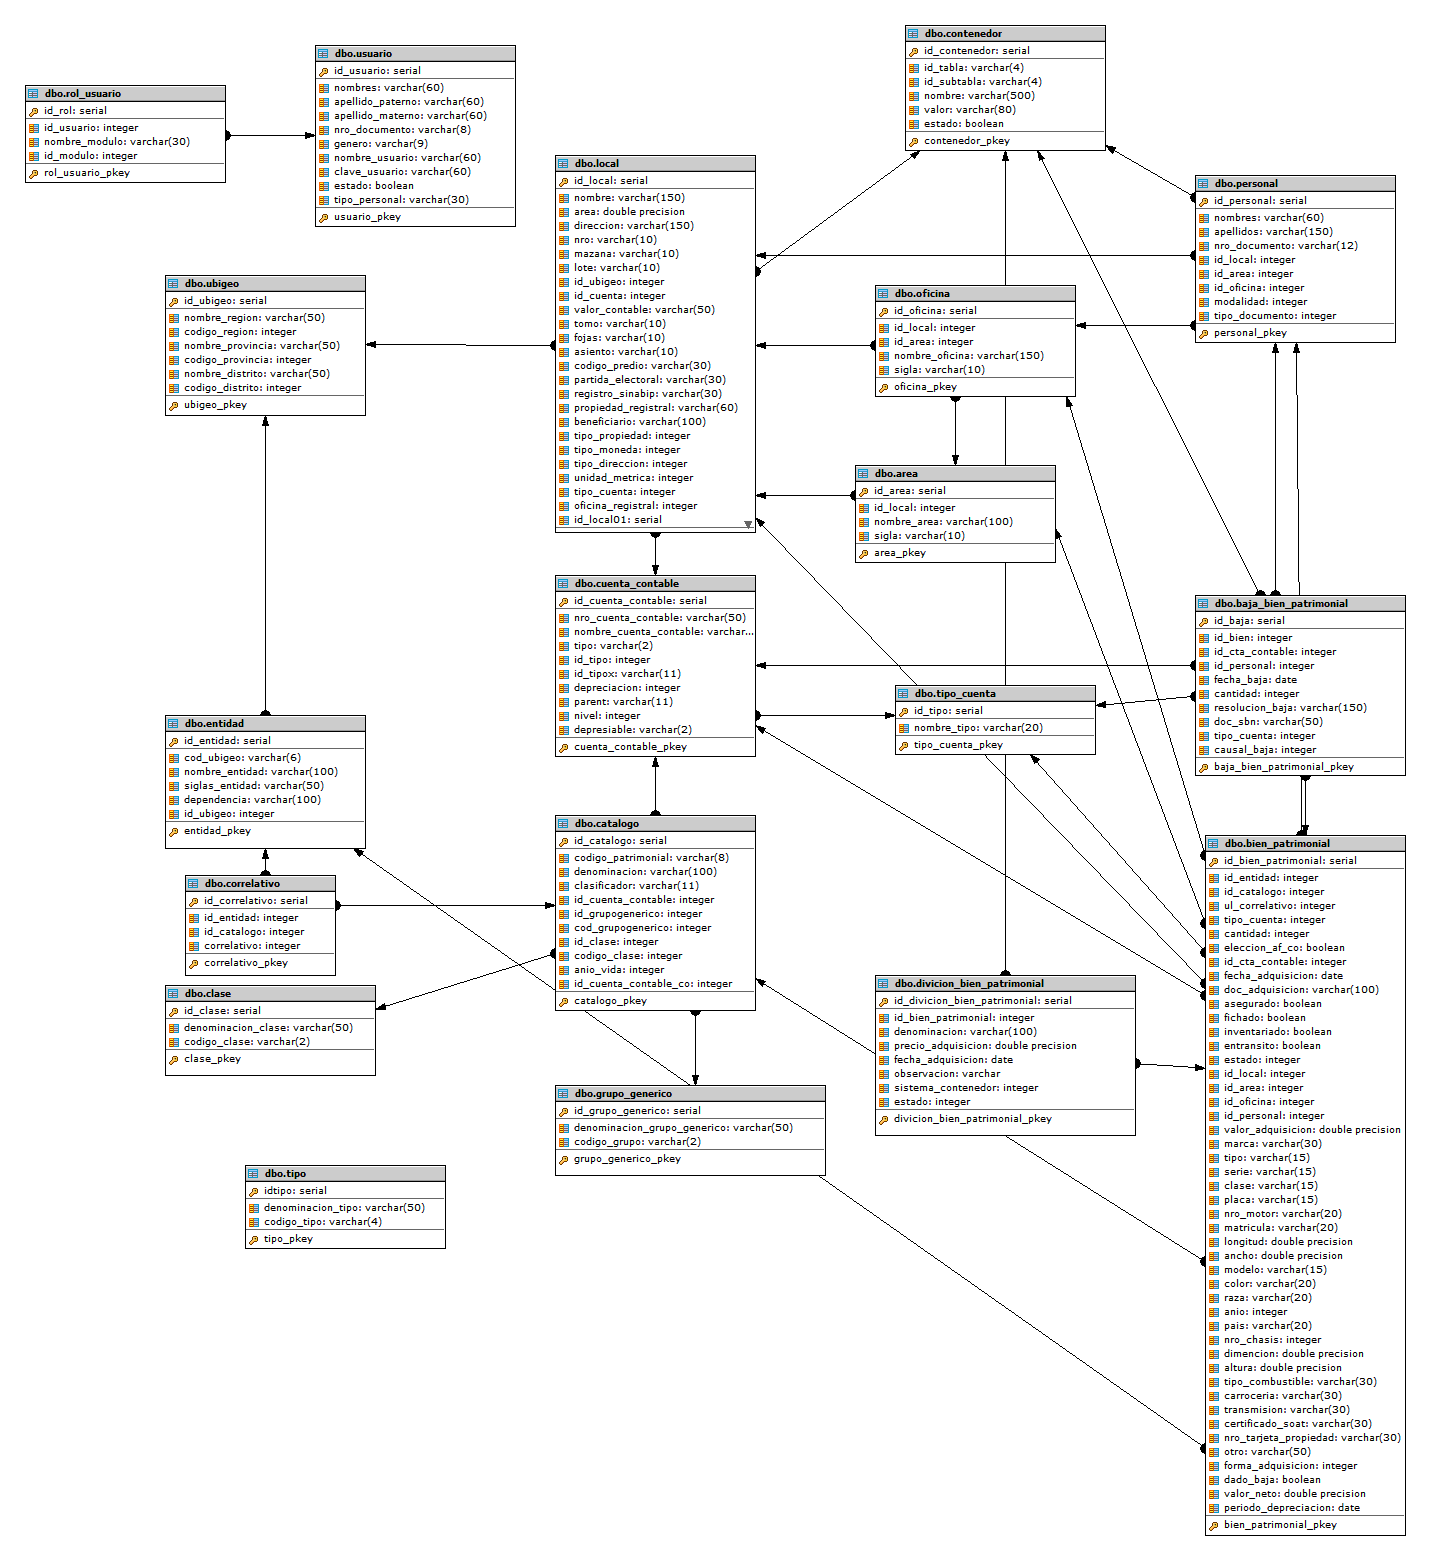 dbo.contenedor
id_contenedor: serial
id_tabla: varchar(4)
id_subtabla: varchar(4)
nombre: varchar(500)
valor: varchar(80)
estado: boolean
contenedor_pkey
dbo.usuario
id_usuario: serial
nombres: varchar(60)
apellido_paterno: varchar(60)
apellido_materno: varchar(60)
nro_documento: varchar(8)
genero: varchar(9)
nombre_usuario: varchar(60)
clave_usuario: varchar(60)
estado: boolean
tipo_personal: varchar(30)
usuario_pkey
dbo.rol_usuario
id_rol: serial
id_usuario: integer
nombre_modulo: varchar(30)
id_modulo: integer
rol_usuario_pkey
dbo.local
id_local: serial
nombre: varchar(150)
area: double precision
direccion: varchar(150)
nro: varchar(10)
mazana: varchar(10)
lote: varchar(10)
id_ubigeo: integer
id_cuenta: integer
valor_contable: varchar(50)
tomo: varchar(10)
fojas: varchar(10)
asiento: varchar(10)
codigo_predio: varchar(30)
partida_electoral: varchar(30)
registro_sinabip: varchar(30)
propiedad_registral: varchar(60)
beneficiario: varchar(100)
tipo_propiedad: integer
tipo_moneda: integer
tipo_direccion: integer
unidad_metrica: integer
tipo_cuenta: integer
oficina_registral: integer
id_local01: serial
dbo.personal
id_personal: serial
nombres: varchar(60)
apellidos: varchar(150)
nro_documento: varchar(12)
id_local: integer
id_area: integer
id_oficina: integer
modalidad: integer
tipo_documento: integer
personal_pkey
dbo.ubigeo
id_ubigeo: serial
nombre_region: varchar(50)
codigo_region: integer
nombre_provincia: varchar(50)
codigo_provincia: integer
nombre_distrito: varchar(50)
codigo_distrito: integer
ubigeo_pkey
dbo.oficina
id_oficina: serial
id_local: integer
id_area: integer
nombre_oficina: varchar(150)
sigla: varchar(10)
oficina_pkey
dbo.area
id_area: serial
id_local: integer
nombre_area: varchar(100)
sigla: varchar(10)
area_pkey
dbo.cuenta_contable
id_cuenta_contable: serial
nro_cuenta_contable: varchar(50)
nombre_cuenta_contable: varchar...
tipo: varchar(2)
id_tipo: integer
id_tipox: varchar(11)
depreciacion: integer
parent: varchar(11)
nivel: integer
depresiable: varchar(2)
cuenta_contable_pkey
dbo.baja_bien_patrimonial
id_baja: serial
id_bien: integer
id_cta_contable: integer
id_personal: integer
fecha_baja: date
cantidad: integer
resolucion_baja: varchar(150)
doc_sbn: varchar(50)
tipo_cuenta: integer
causal_baja: integer
baja_bien_patrimonial_pkey
dbo.tipo_cuenta
id_tipo: serial
nombre_tipo: varchar(20)
tipo_cuenta_pkey
dbo.entidad
id_entidad: serial
cod_ubigeo: varchar(6)
nombre_entidad: varchar(100)
siglas_entidad: varchar(50)
dependencia: varchar(100)
id_ubigeo: integer
entidad_pkey
dbo.catalogo
id_catalogo: serial
codigo_patrimonial: varchar(8)
denominacion: varchar(100)
clasificador: varchar(11)
id_cuenta_contable: integer
id_grupogenerico: integer
cod_grupogenerico: integer
id_clase: integer
codigo_clase: integer
anio_vida: integer
id_cuenta_contable_co: integer
catalogo_pkey
dbo.bien_patrimonial
id_bien_patrimonial: serial
id_entidad: integer
id_catalogo: integer
ul_correlativo: integer
tipo_cuenta: integer
cantidad: integer
eleccion_af_co: boolean
id_cta_contable: integer
fecha_adquisicion: date
doc_adquisicion: varchar(100)
asegurado: boolean
fichado: boolean
inventariado: boolean
entransito: boolean
estado: integer
id_local: integer
id_area: integer
id_oficina: integer
id_personal: integer
valor_adquisicion: double precision
marca: varchar(30)
tipo: varchar(15)
serie: varchar(15)
clase: varchar(15)
placa: varchar(15)
nro_motor: varchar(20)
matricula: varchar(20)
longitud: double precision
ancho: double precision
modelo: varchar(15)
color: varchar(20)
raza: varchar(20)
anio: integer
pais: varchar(20)
nro_chasis: integer
dimencion: double precision
altura: double precision
tipo_combustible: varchar(30)
carroceria: varchar(30)
transmision: varchar(30)
certificado_soat: varchar(30)
nro_tarjeta_propiedad: varchar(30)
otro: varchar(50)
forma_adquisicion: integer
dado_baja: boolean
valor_neto: double precision
periodo_depreciacion: date
bien_patrimonial_pkey
dbo.correlativo
id_correlativo: serial
id_entidad: integer
id_catalogo: integer
correlativo: integer
correlativo_pkey
dbo.clase
id_clase: serial
denominacion_clase: varchar(50)
codigo_clase: varchar(2)
clase_pkey
dbo.divicion_bien_patrimonial
id_divicion_bien_patrimonial: serial
id_bien_patrimonial: integer
denominacion: varchar(100)
precio_adquisicion: double precision
fecha_adquisicion: date
observacion: varchar
sistema_contenedor: integer
estado: integer
divicion_bien_patrimonial_pkey
dbo.grupo_generico
id_grupo_generico: serial
denominacion_grupo_generico: varchar(50)
codigo_grupo: varchar(2)
grupo_generico_pkey
dbo.tipo
idtipo: serial
denominacion_tipo: varchar(50)
codigo_tipo: varchar(4)
tipo_pkey